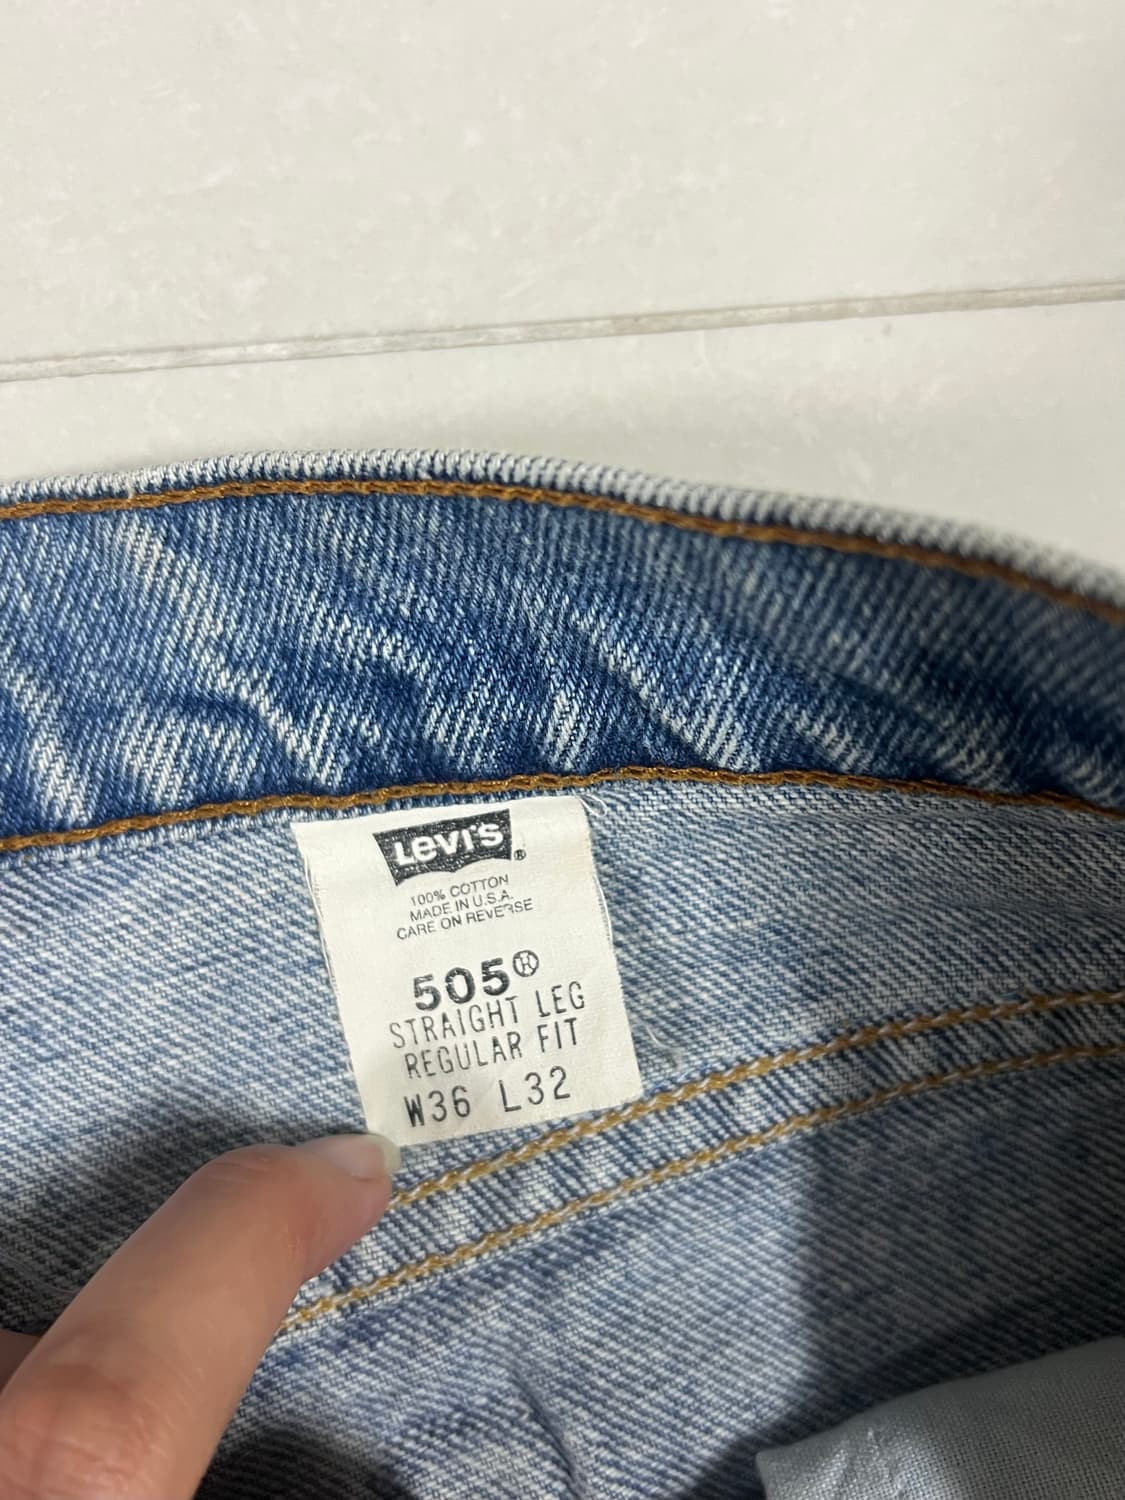 Levi's®
100% COTTON
MADE IN U.S.A.
CARE ON REVERSE
505®
STRAIGHT LEG
REGULAR FIT
W36 L32